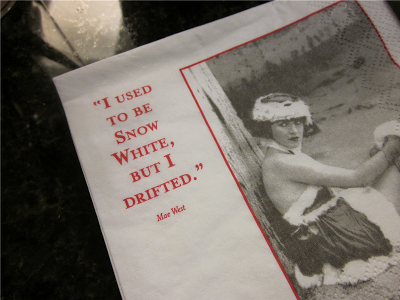 “I USED
TO BE
SNOW
WHITE,
BUT I
DRIFTED.”
Mae West